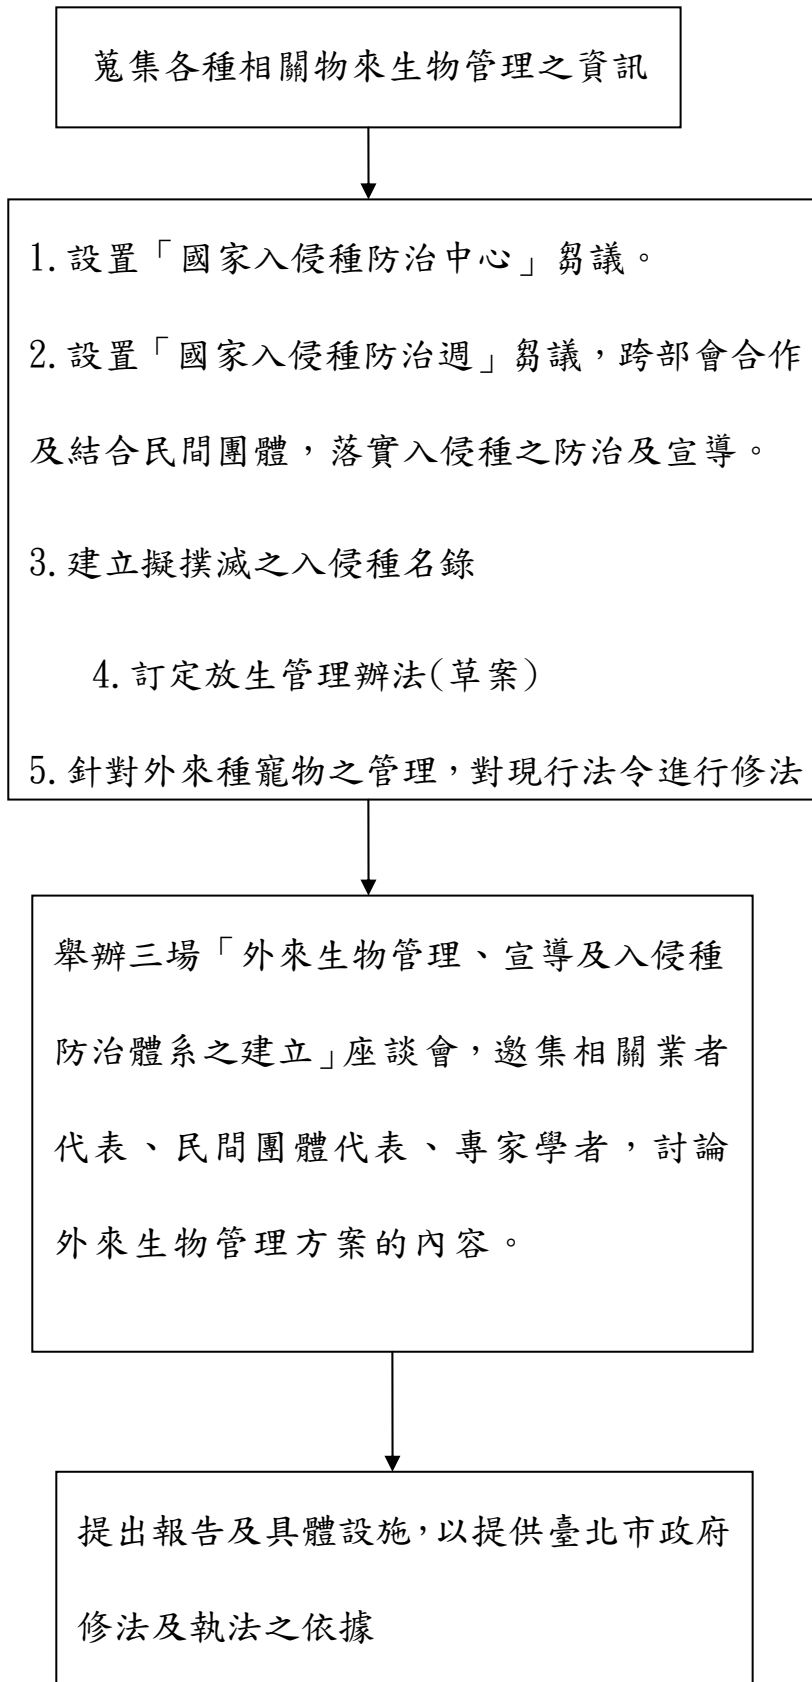 蒐集各種相關物來生物管理之資訊
1.設置「國家入侵種防治中心」芻議。
2.設置「國家入侵種防治週」芻議，跨部會合作
及結合民間團體，落實入侵種之防治及宣導。
3.建立擬撲滅之入侵種名錄
4.訂定放生管理辦法(草案)
5.針對外來種寵物之管理，對現行法令進行修法
舉辦三場「外來生物管理、宣導及入侵種
防治體系之建立」座談會，邀集相關業者
代表、民間團體代表、專家學者，討論
外來生物管理方案的內容。
提出報告及具體設施，以提供臺北市政府
修法及執法之依據